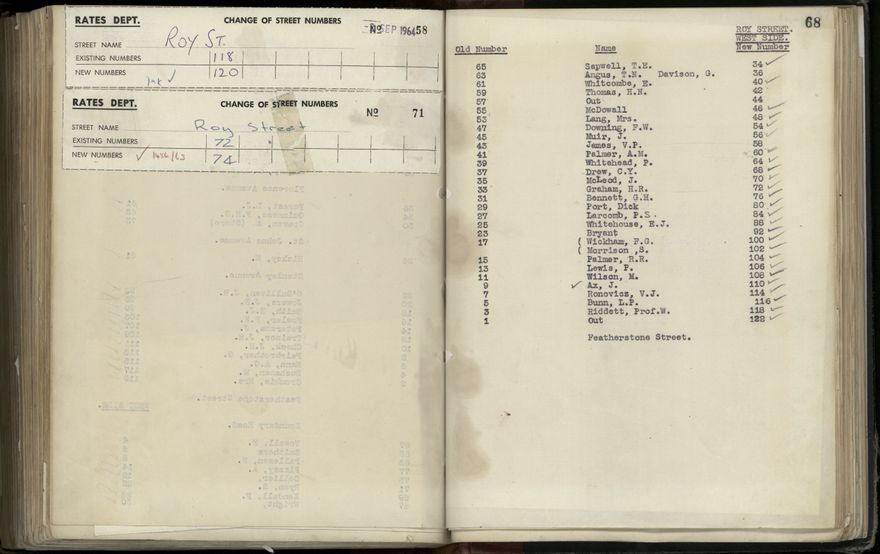 RATES DEPT. CHANGE OF STREET NUMBERS
Nº SEP 1964 58
STREET NAME Roy St.
EXISTING NUMBERS 118
NEW NUMBERS 120
RATES DEPT. CHANGE OF STREET NUMBERS
Nº 71
STREET NAME Roy Street
EXISTING NUMBERS 72
NEW NUMBERS 74
68
ROY STREET.
WEST SIDE.
Old Number Name New Number
65 Sapwell, T.E. 34
63 Angus, T.N. Davison, G. 36
61 Whitcombe, E. 40
59 Thomas, H.N. 42
57 Out 44
55 McDowall 46
53 Lang, Mrs. 48
47 Downing, F.W. 54
45 Muir, J. 56
43 James, V.P. 58
41 Palmer, A.M. 60
39 Whitehead, P. 64
37 Drew, C.Y. 68
35 McLeod, J. 70
33 Graham, H.R. 72
31 Bennett, G.H. 76
29 Port, Dick 80
27 Larcomb, P.S. 84
25 Whitehouse, E.J. 88
23 Bryant 92
17 ( Wickham, F.G. 100
( Morrison ,S. 102
15 Palmer, R.R. 104
13 Lewis, P. 106
11 Wilson, M. 108
9 ✓ Ax, J. 110
7 Ronovics, V.J. 114
5 Bunn, L.P. 116
3 Riddett, Prof.W. 118
1 Out 122
Featherstone Street.